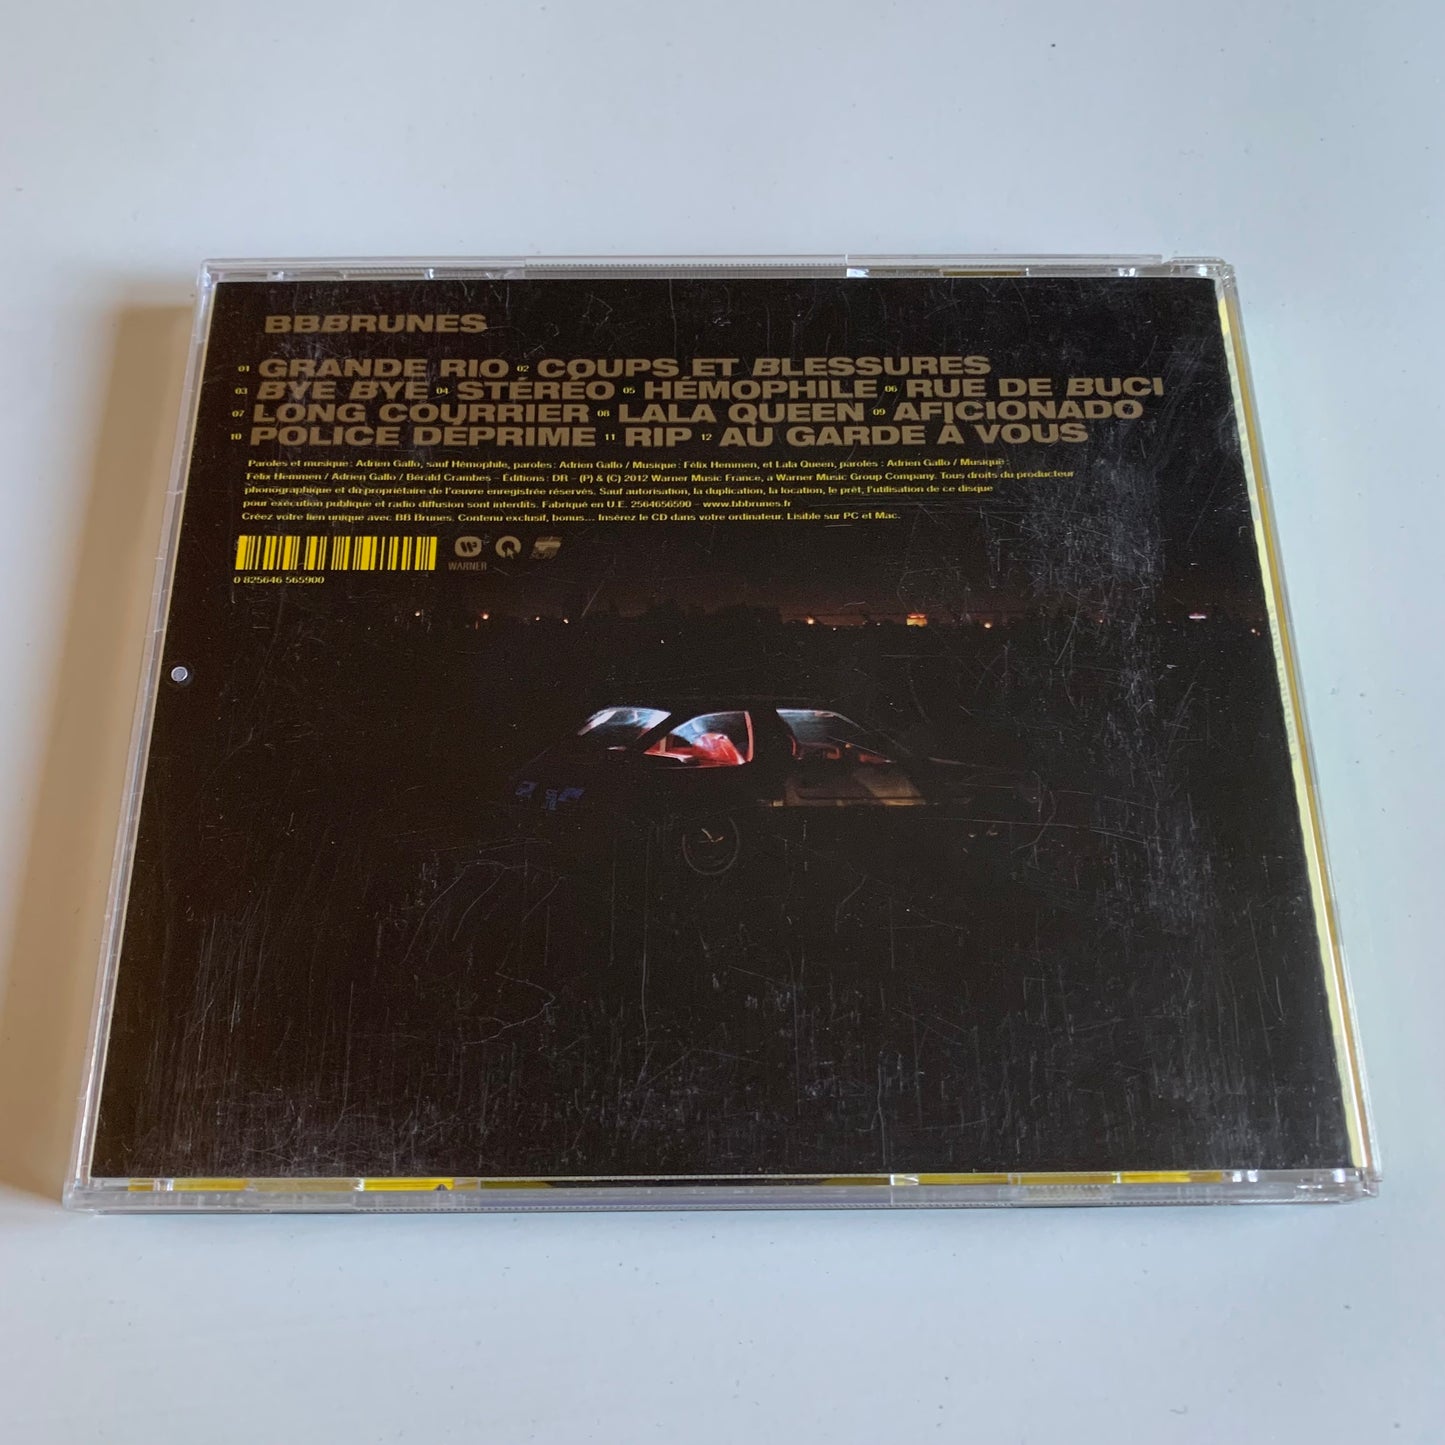 BBBRUNES
01 GRANDE RIO 02 COUPS ET BLESSURES
03 BYE BYE 04 STÉRÉO 05 HÉMOPHILE 06 RUE DE BUCI
07 LONG COURRIER 08 LALA QUEEN 09 AFICIONADO
10 POLICE DÉPRIME 11 RIP 12 AU GARDE À VOUS
Paroles et musique : Adrien Gallo, sauf Hémophile, paroles : Adrien Gallo / Musique : Félix Hemmen, et Lala Queen, paroles : Adrien Gallo / Musique :
Félix Hemmen / Adrien Gallo / Bérald Crambes – Editions : DR – (P) & (C) 2012 Warner Music France, a Warner Music Group Company. Tous droits du producteur
phonographique et du propriétaire de l'œuvre enregistrée réservés. Sauf autorisation, la duplication, la location, le prêt, l'utilisation de ce disque
pour exécution publique et radio diffusion sont interdits. Fabriqué en U.E. 2564656590 – www.bbbrunes.fr
Créez votre lien unique avec BB Brunes. Contenu exclusif, bonus... Insérez le CD dans votre ordinateur. Lisible sur PC et Mac.
WARNER
0 825646 565900